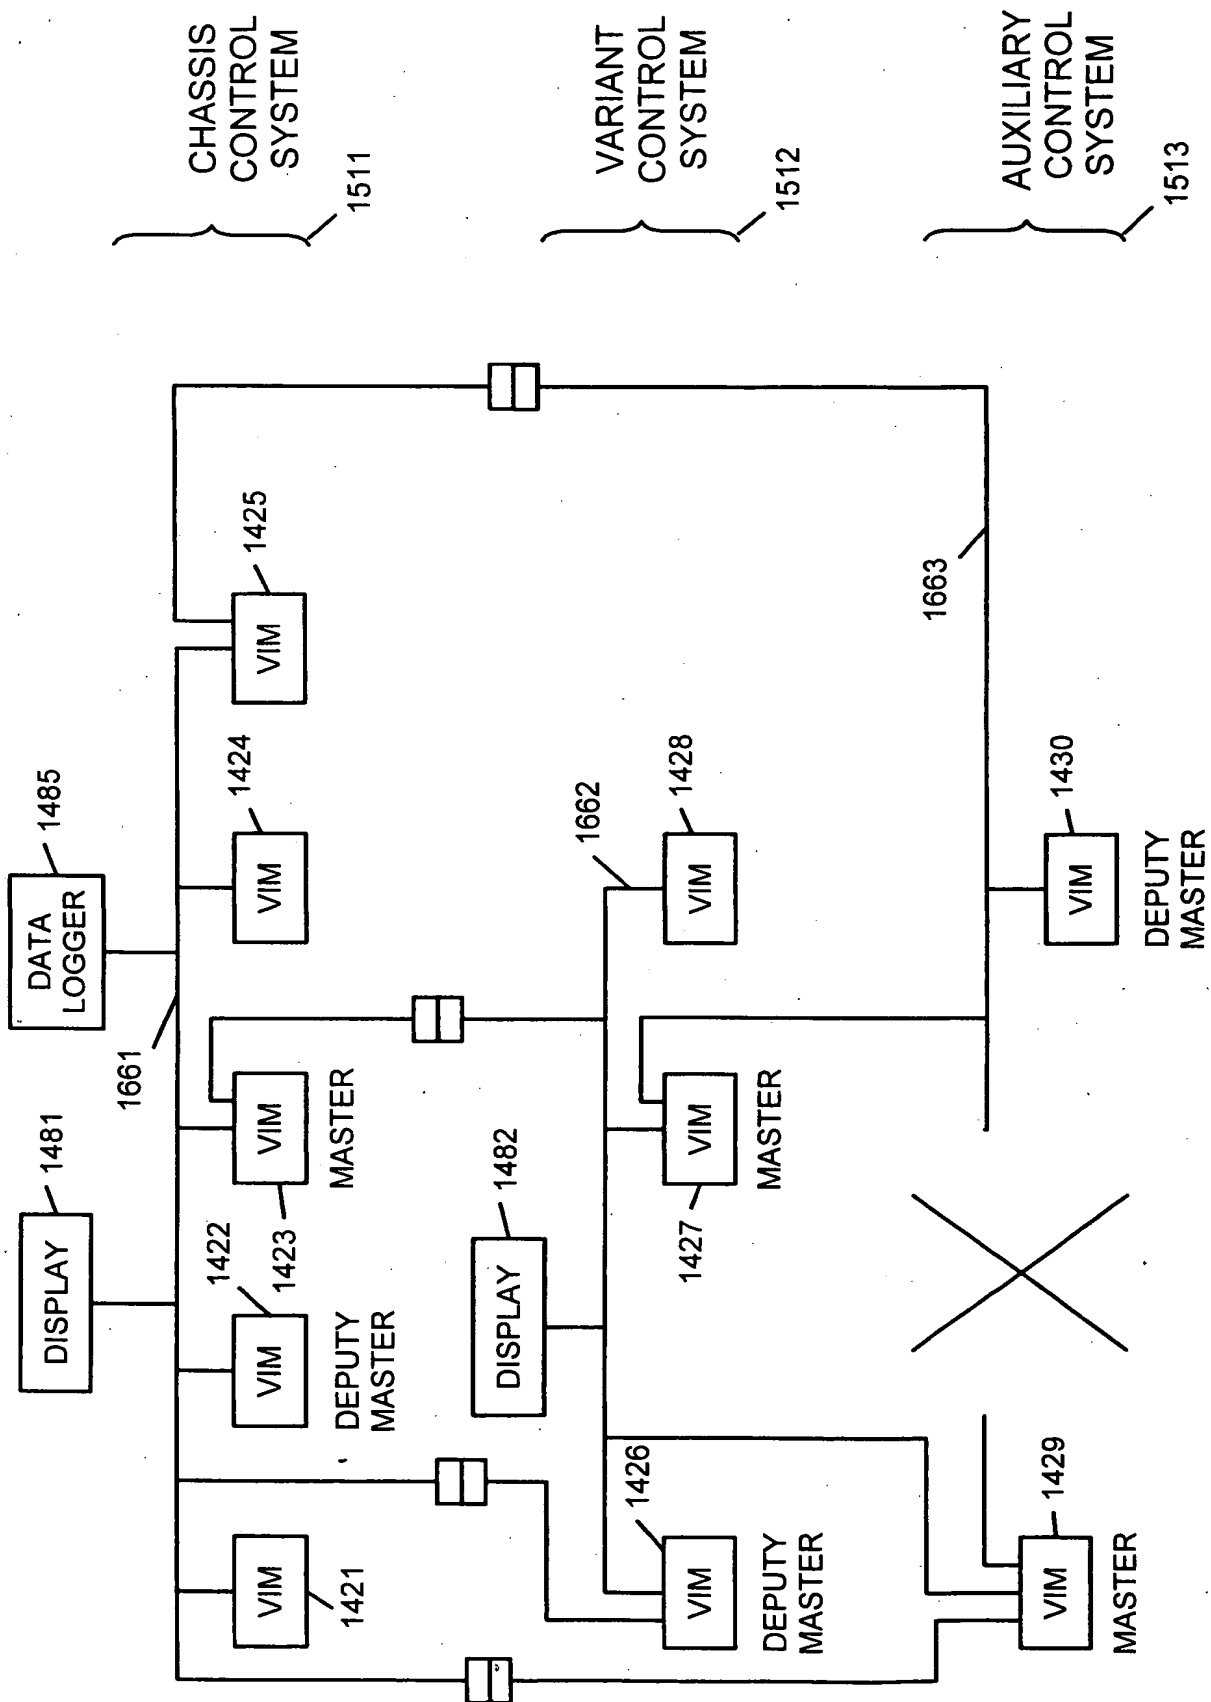 CHASSIS
CONTROL
SYSTEM
1511
VARIANT
CONTROL
SYSTEM
1512
AUXILIARY
CONTROL
SYSTEM
1513
DISPLAY
1481
DATA
LOGGER
1485
1661
VIM
1421
VIM
1422
DEPUTY
MASTER
VIM
1423
MASTER
VIM
1424
VIM
1425
DISPLAY
1482
1662
VIM
1426
DEPUTY
MASTER
VIM
1427
MASTER
VIM
1428
1663
VIM
1429
MASTER
VIM
1430
DEPUTY
MASTER